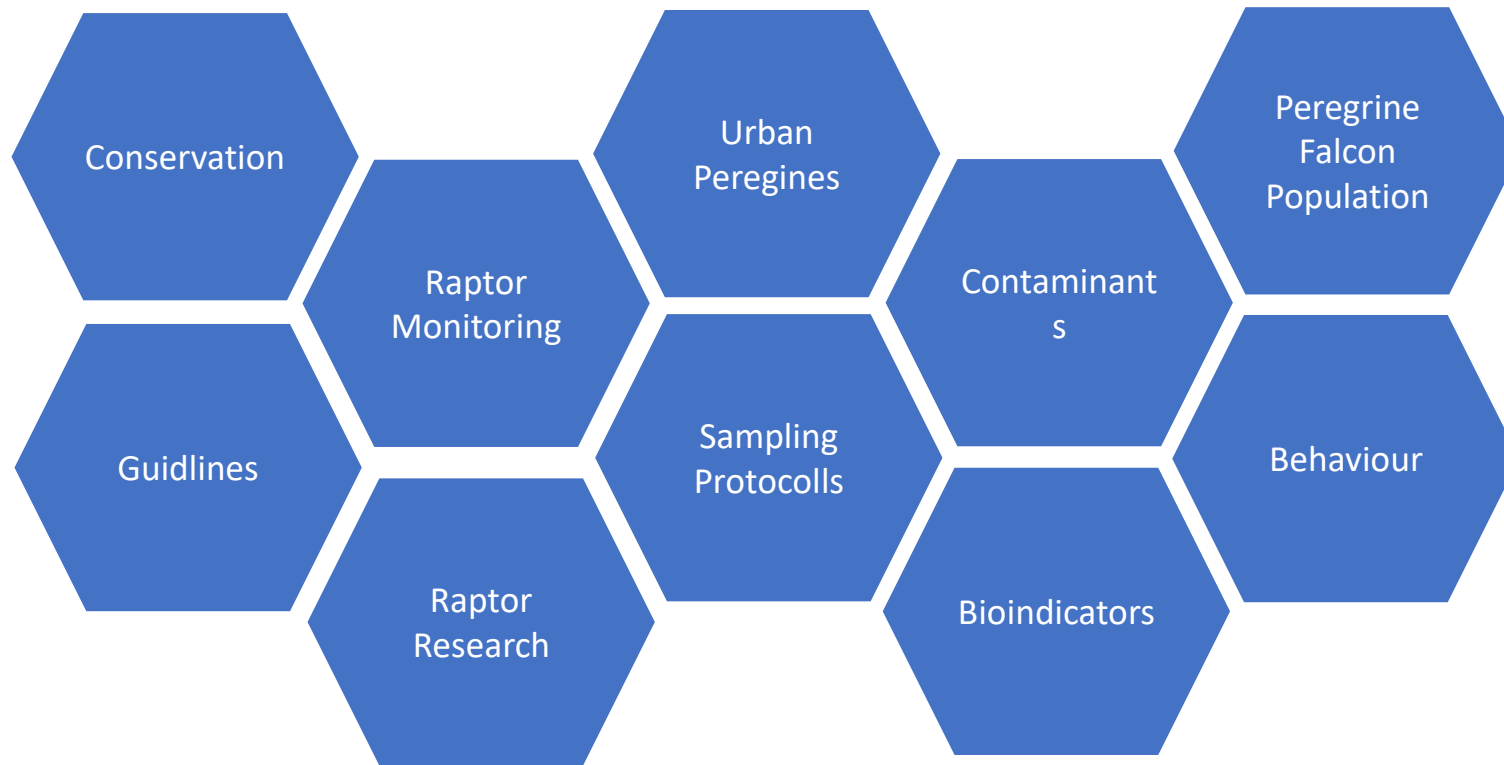 Conservation
Urban
Peregines
Peregrine
Falcon
Population
Raptor
Monitoring
Contaminant
s
Guidlines
Sampling
Protocolls
Behaviour
Raptor
Research
Bioindicators